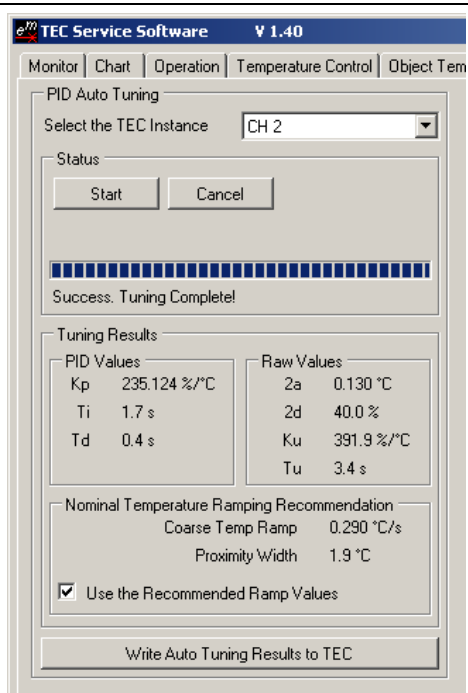 em TEC Service Software V 1.40
Monitor Chart Operation Temperature Control Object Tem
PID Auto Tuning
Select the TEC Instance CH 2
Status
Start Cancel
Success. Tuning Complete!
Tuning Results
PID Values Raw Values
Kp 235.124 %/°C 2a 0.130 °C
Ti 1.7 s 2d 40.0 %
Td 0.4 s Ku 391.9 %/°C
Tu 3.4 s
Nominal Temperature Ramping Recommendation
Coarse Temp Ramp 0.290 °C/s
Proximity Width 1.9 °C
Use the Recommended Ramp Values
Write Auto Tuning Results to TEC